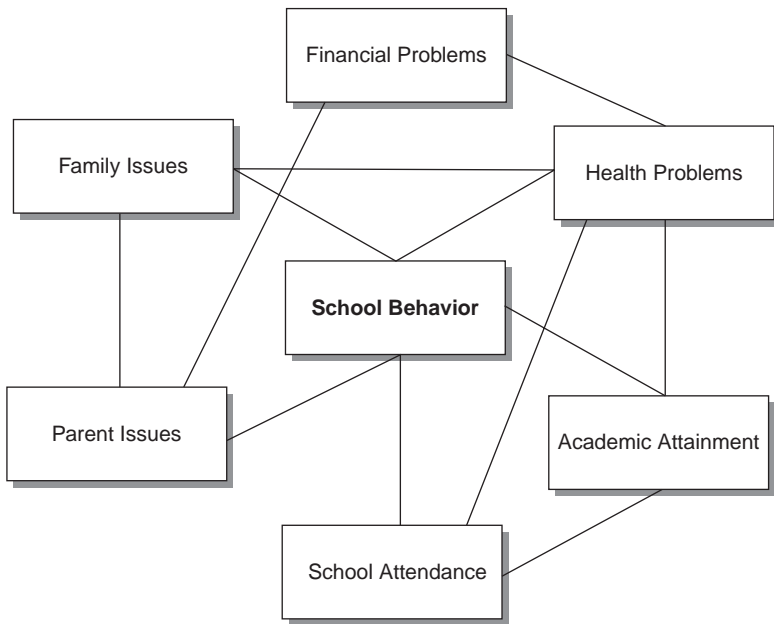 Financial Problems
Family Issues
Health Problems
School Behavior
Parent Issues
Academic Attainment
School Attendance